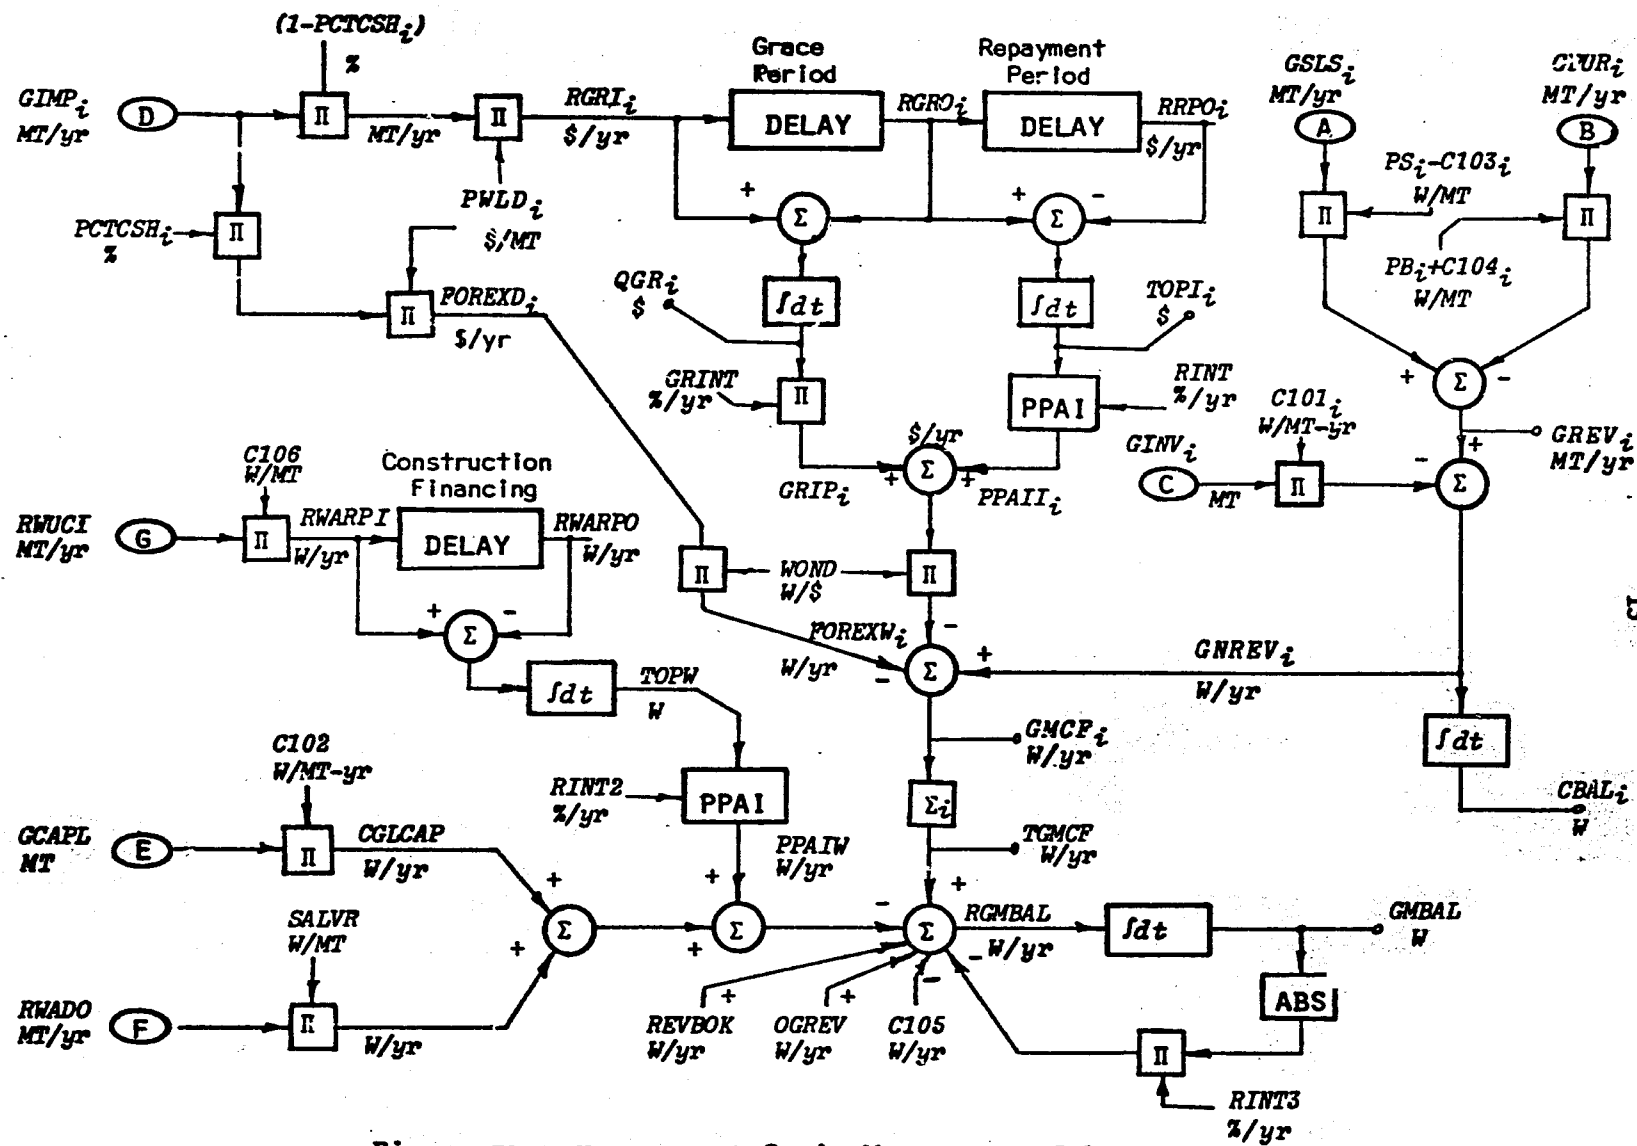 (1-PCTCSHi)
%
Grace
Period
Repayment
Period
GSLSi
MT/yr
MT/yr
GIMPi
MT/yr
D
Π
MT/yr
Π
RGRIi
$/yr
DELAY
RGROi
DELAY
RRPOi
$/yr
A
B
PSi-C103i
W/MT
PWLDi
$/MT
PCTCSHi
%
Π
+
Σ
+
Σ
-
Π
Π
PBi+C104i
W/MT
QGRi
$
∫dt
∫dt
TOPIi
$
Π
FOREXDi
$/yr
GRINT
%/yr
Π
PPAI
RINT
%/yr
+
Σ
-
C101i
W/MT-yr
GREVi
MT/yr
C106
W/MT
Construction
Financing
$/yr
GRIPi
+
Σ
+
PPAIIi
GINVi
C
MT
Π
-
+
Σ
RWUCI
MT/yr
G
Π
RWARPI
W/yr
DELAY
RWARPO
W/yr
Π
WOND
W/$
Π
+
Σ
-
FOREXWi
W/yr
-
-
Σ
+
GNREVi
W/yr
∫dt
TOPW
W
GMCFi
W/yr
∫dt
C102
W/MT-yr
RINT2
%/yr
PPAI
Σi
CBALi
W
GCAPL
MT
E
Π
CGLCAP
W/yr
PPAIW
W/yr
TGMCF
W/yr
SALVR
W/MT
+
+
Σ
+
+
Σ
-
+
Σ
RGMBAL
W/yr
∫dt
GMBAL
W
-
ABS
RWADO
MT/yr
F
Π
W/yr
+
REVBOK
W/yr
+
OGREV
W/yr
-
C105
W/yr
Π
RINT3
%/yr